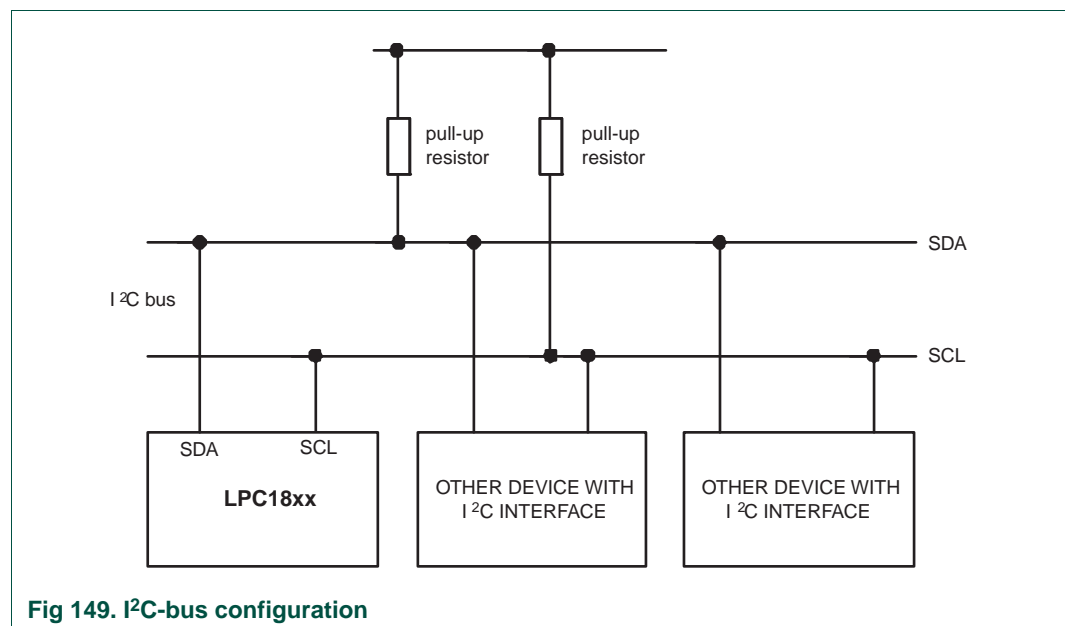 pull-up
resistor
pull-up
resistor
SDA
I 2C bus
SCL
SDA
SCL
LPC18xx
OTHER DEVICE WITH
I 2C INTERFACE
OTHER DEVICE WITH
I 2C INTERFACE
Fig 149. I2C-bus configuration